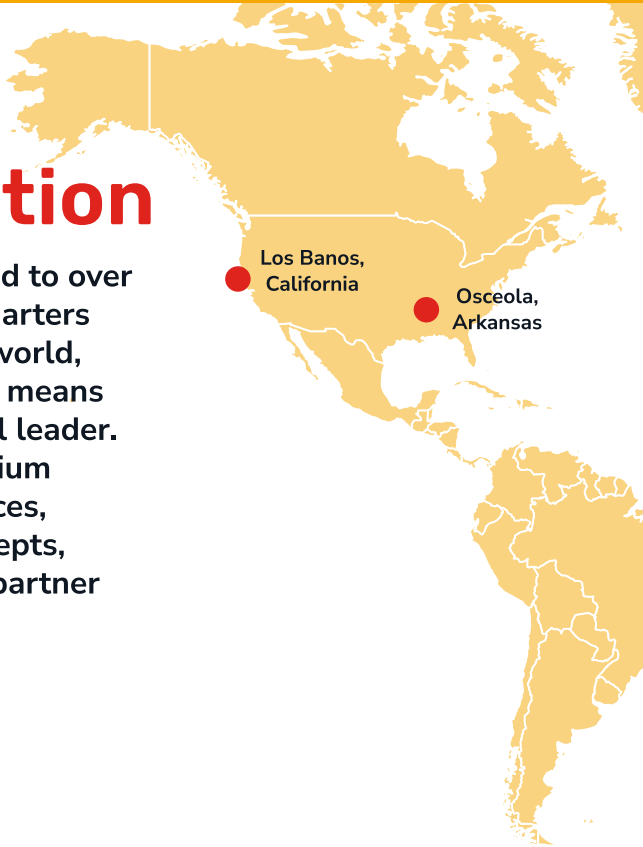 tion
d to over
arters
world,
means
l leader.
ium
ces,
epts,
partner
Los Banos,
California
Osceola,
Arkansas